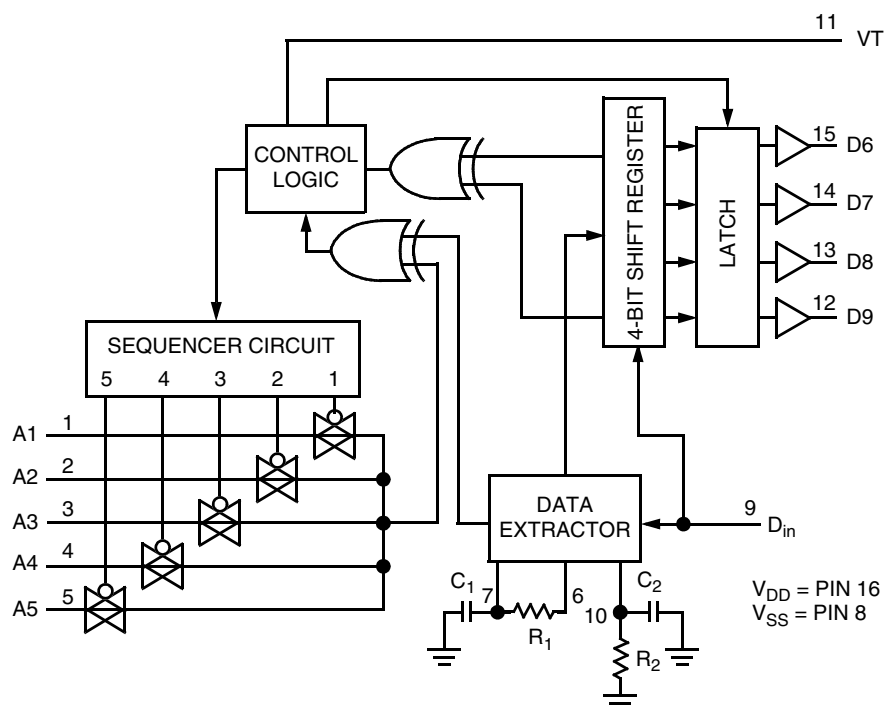 11
VT
CONTROL
LOGIC
4-BIT SHIFT REGISTER
LATCH
15 D6
14 D7
13 D8
12 D9
SEQUENCER CIRCUIT
5 4 3 2 1
A1 1
A2 2
A3 3
A4 4
A5 5
DATA
EXTRACTOR
9
Din
C1
7
R1
6
10
C2
R2
VDD = PIN 16
VSS = PIN 8